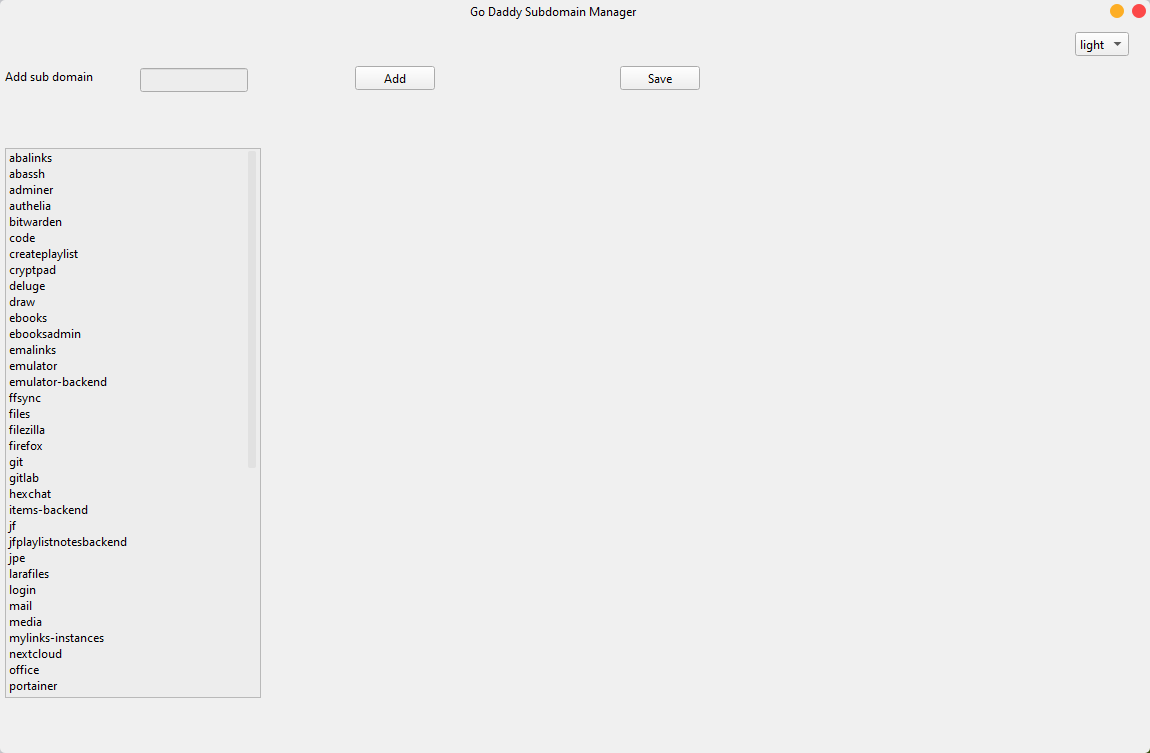 Go Daddy Subdomain Manager
light
Add sub domain
Add
Save
abalinks
abassh
adminer
authelia
bitwarden
code
createplaylist
cryptpad
deluge
draw
ebooks
ebooksadmin
emalinks
emulator
emulator-backend
ffsync
files
filezilla
firefox
git
gitlab
hexchat
items-backend
jf
jfplaylistnotesbackend
jpe
larafiles
login
mail
media
mylinks-instances
nextcloud
office
portainer